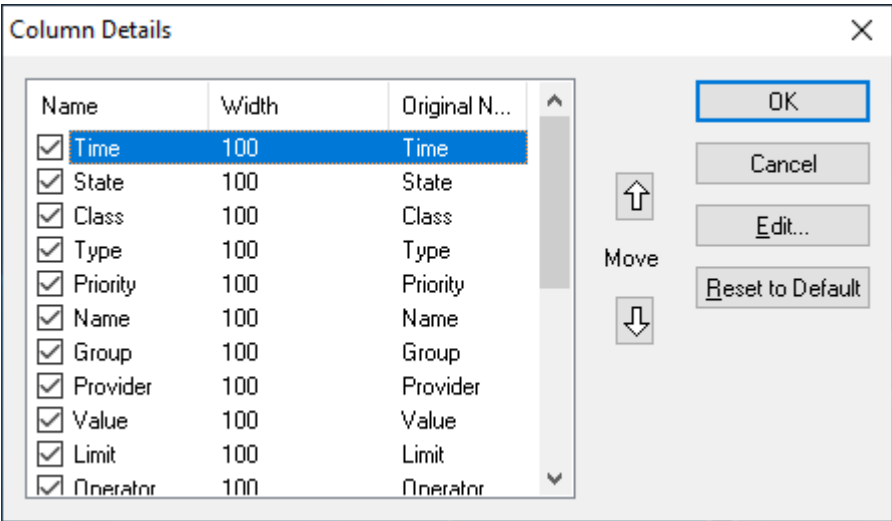 Column Details
Name Width Original N...
Time 100 Time
State 100 State
Class 100 Class
Type 100 Type
Priority 100 Priority
Name 100 Name
Group 100 Group
Provider 100 Provider
Value 100 Value
Limit 100 Limit
Operator 100 Operator
Move
OK
Cancel
Edit...
Reset to Default